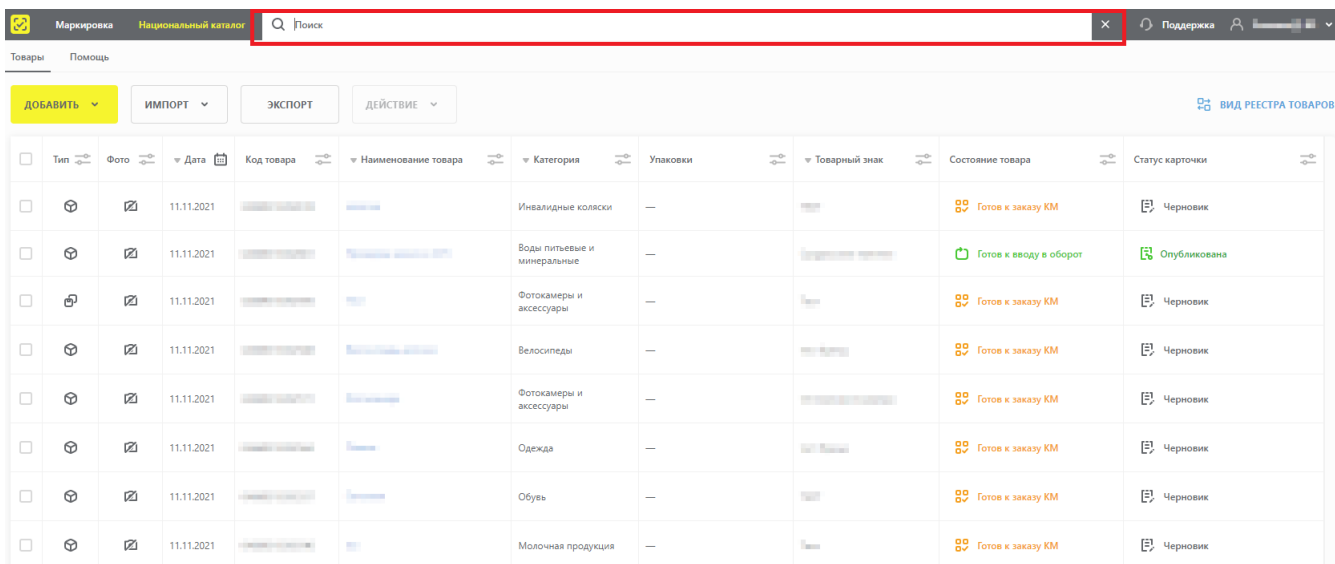 Маркировка Национальный каталог Поиск Поддержка
Товары Помощь
ДОБАВИТЬ ИМПОРТ ЭКСПОРТ ДЕЙСТВИЕ ВИД РЕЕСТРА ТОВАРОВ
Тип Фото Дата Код товара Наименование товара Категория Упаковки Товарный знак Состояние товара Статус карточки
11.11.2021 Инвалидные коляски — Готов к заказу КМ Черновик
11.11.2021 Воды питьевые и — Готов к вводу в оборот Опубликована
минеральные
11.11.2021 Фотокамеры и — Готов к заказу КМ Черновик
аксессуары
11.11.2021 Велосипеды — Готов к заказу КМ Черновик
11.11.2021 Фотокамеры и — Готов к заказу КМ Черновик
аксессуары
11.11.2021 Одежда — Готов к заказу КМ Черновик
11.11.2021 Обувь — Готов к заказу КМ Черновик
11.11.2021 Молочная продукция — Готов к заказу КМ Черновик